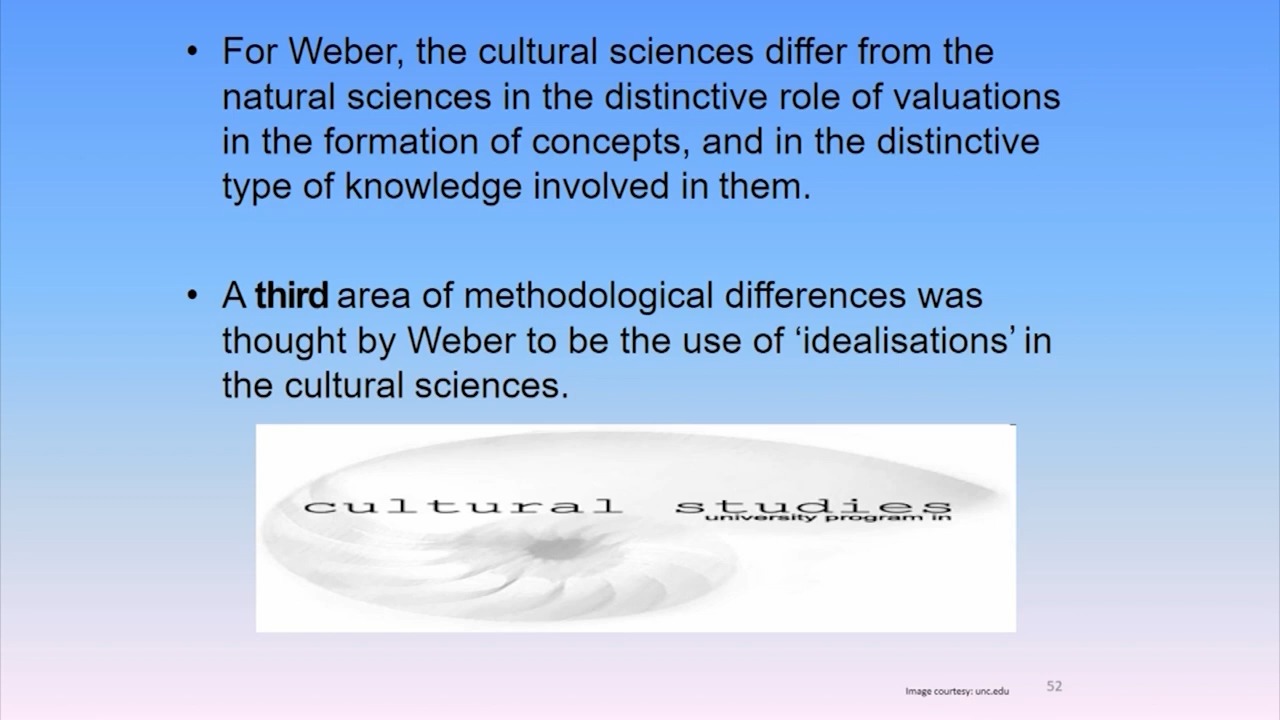 • For Weber, the cultural sciences differ from the
natural sciences in the distinctive role of valuations
in the formation of concepts, and in the distinctive
type of knowledge involved in them.
• A third area of methodological differences was
thought by Weber to be the use of ‘idealisations’ in
the cultural sciences.
cultural studies
university program in
Image courtesy: unc.edu
52